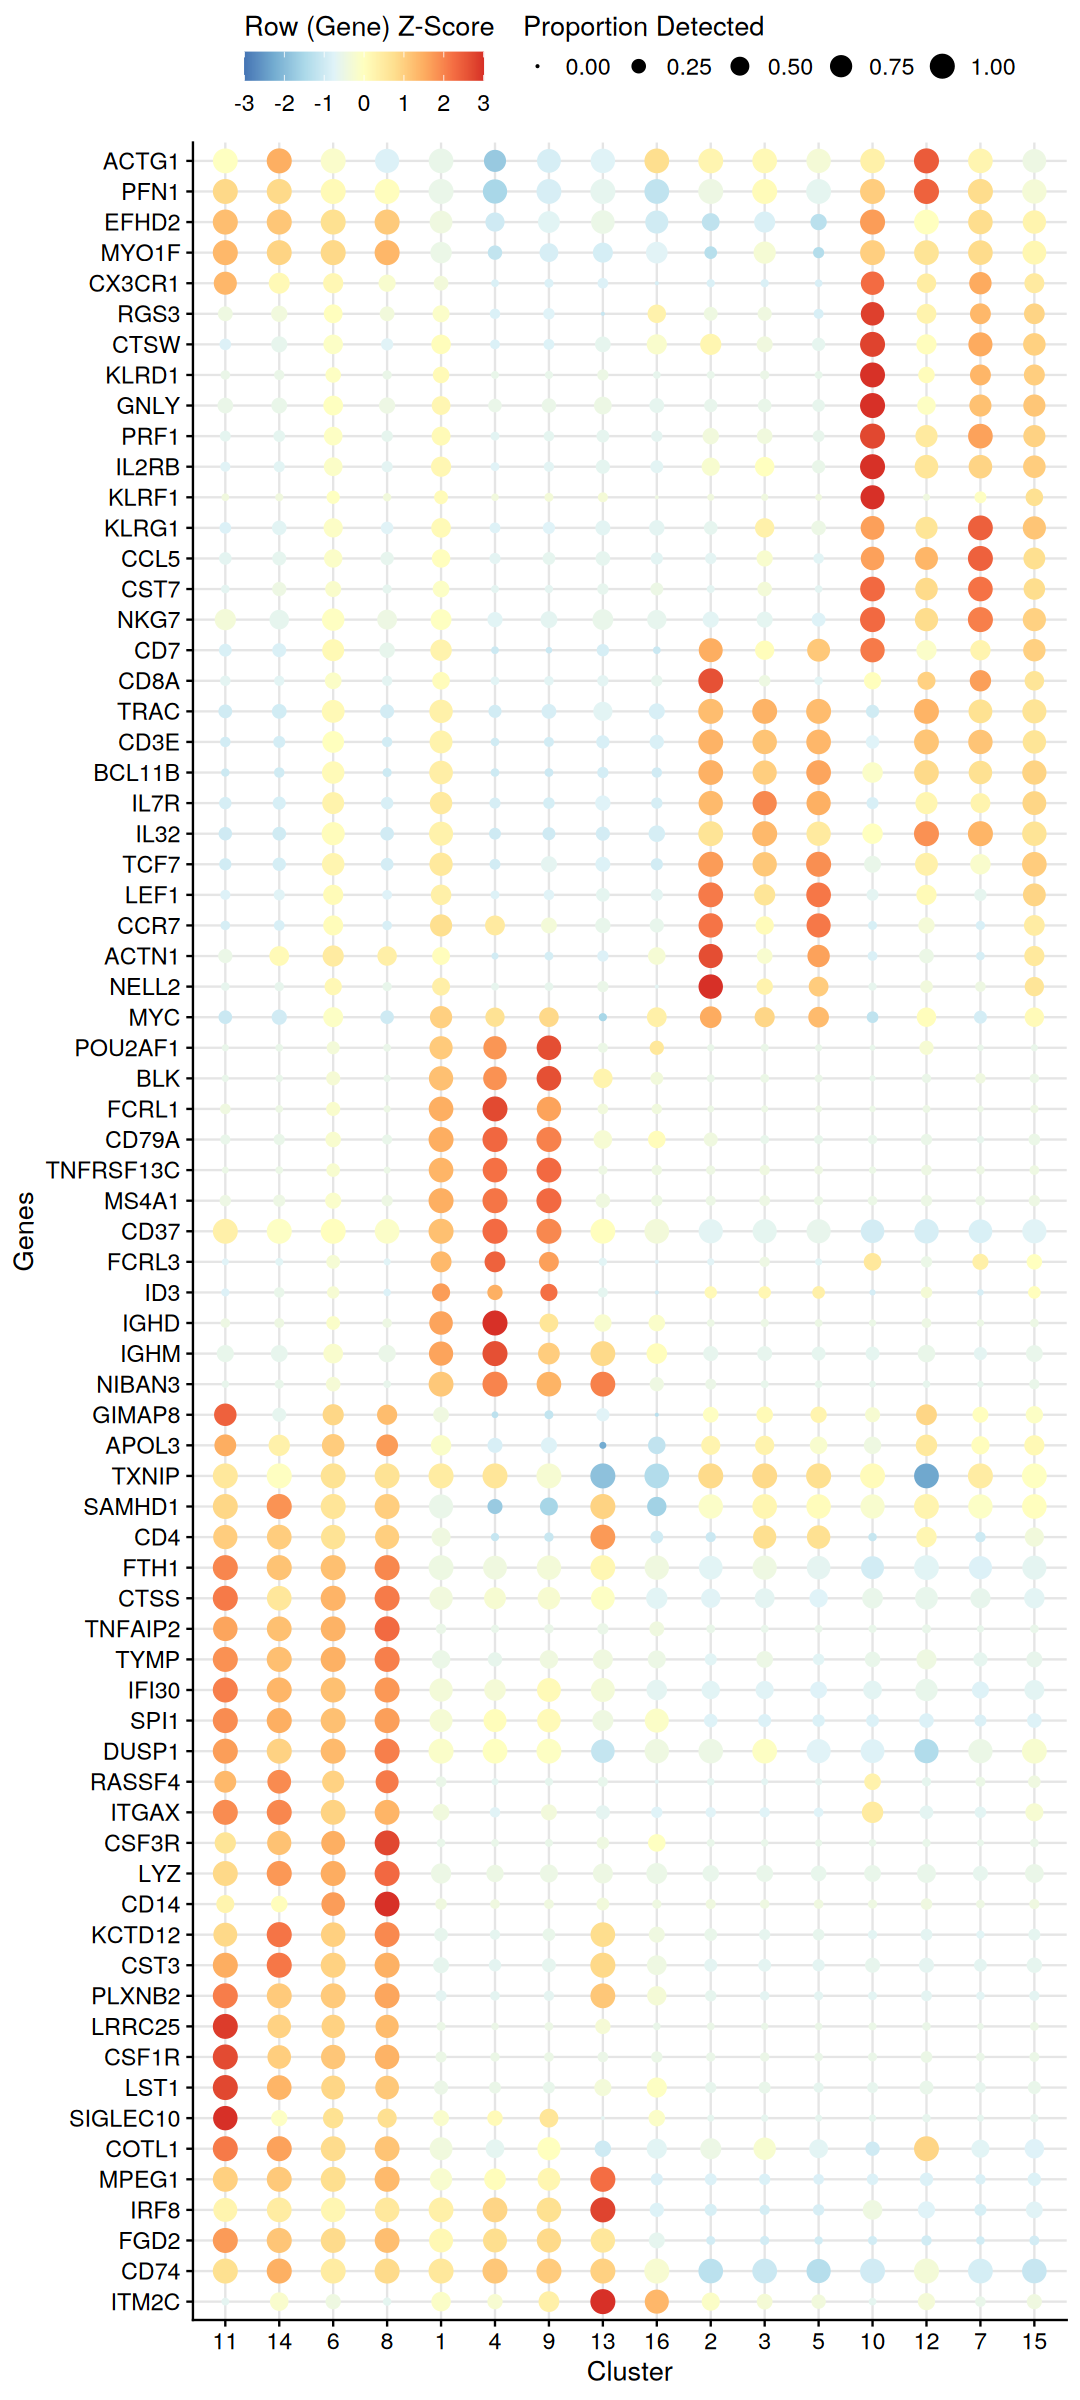 Row (Gene) Z-Score
-3 -2 -1 0 1 2 3
Proportion Detected
0.00 0.25 0.50 0.75 1.00
Genes
ACTG1
PFN1
EFHD2
MYO1F
CX3CR1
RGS3
CTSW
KLRD1
GNLY
PRF1
IL2RB
KLRF1
KLRG1
CCL5
CST7
NKG7
CD7
CD8A
TRAC
CD3E
BCL11B
IL7R
IL32
TCF7
LEF1
CCR7
ACTN1
NELL2
MYC
POU2AF1
BLK
FCRL1
CD79A
TNFRSF13C
MS4A1
CD37
FCRL3
ID3
IGHD
IGHM
NIBAN3
GIMAP8
APOL3
TXNIP
SAMHD1
CD4
FTH1
CTSS
TNFAIP2
TYMP
IFI30
SPI1
DUSP1
RASSF4
ITGAX
CSF3R
LYZ
CD14
KCTD12
CST3
PLXNB2
LRRC25
CSF1R
LST1
SIGLEC10
COTL1
MPEG1
IRF8
FGD2
CD74
ITM2C
11 14 6 8 1 4 9 13 16 2 3 5 10 12 7 15
Cluster